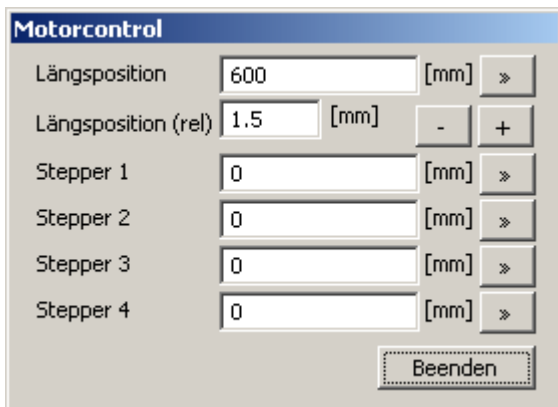 Motorcontrol
Längsposition 600 [mm] »
Längsposition (rel) 1.5 [mm] - +
Stepper 1 0 [mm] »
Stepper 2 0 [mm] »
Stepper 3 0 [mm] »
Stepper 4 0 [mm] »
Beenden